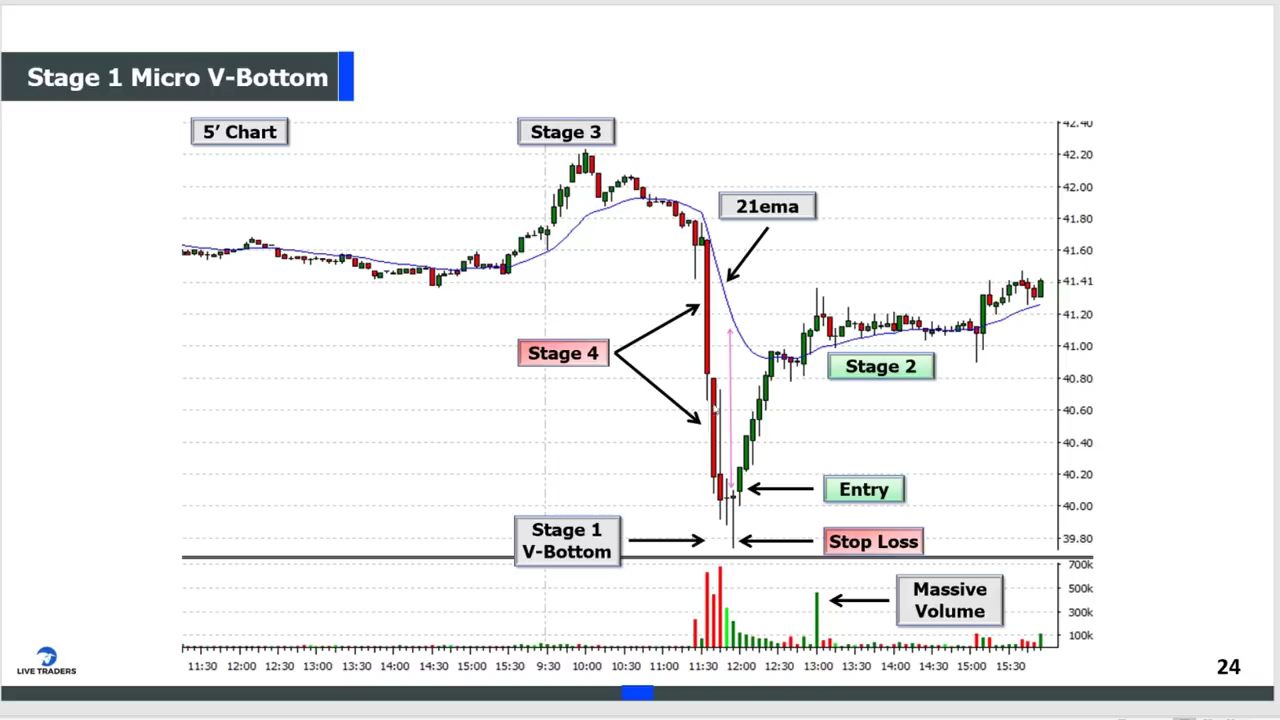 Stage 1 Micro V-Bottom
5’ Chart
Stage 3
21ema
Stage 4
Stage 2
Entry
Stage 1
V-Bottom
Stop Loss
Massive
Volume
42.40
42.20
42.00
41.80
41.60
41.41
41.20
41.00
40.80
40.60
40.40
40.20
40.00
39.80
700k
500k
300k
100k
11:30 12:00 12:30 13:00 13:30 14:00 14:30 15:00 15:30 9:30 10:00 10:30 11:00 11:30 12:00 12:30 13:00 13:30 14:00 14:30 15:00 15:30
LIVE TRADERS
24